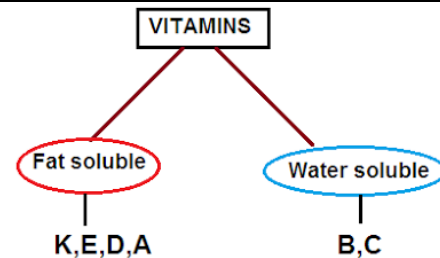 VITAMINS
Fat soluble
Water soluble
K,E,D,A
B,C